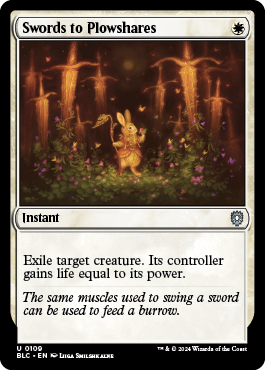 Swords to Plowshares
Instant
Exile target creature. Its controller
gains life equal to its power.
The same muscles used to swing a sword
can be used to feed a burrow.
U 0109
BLC • EN Liiga Smilshkalne
™ & © 2024 Wizards of the Coast